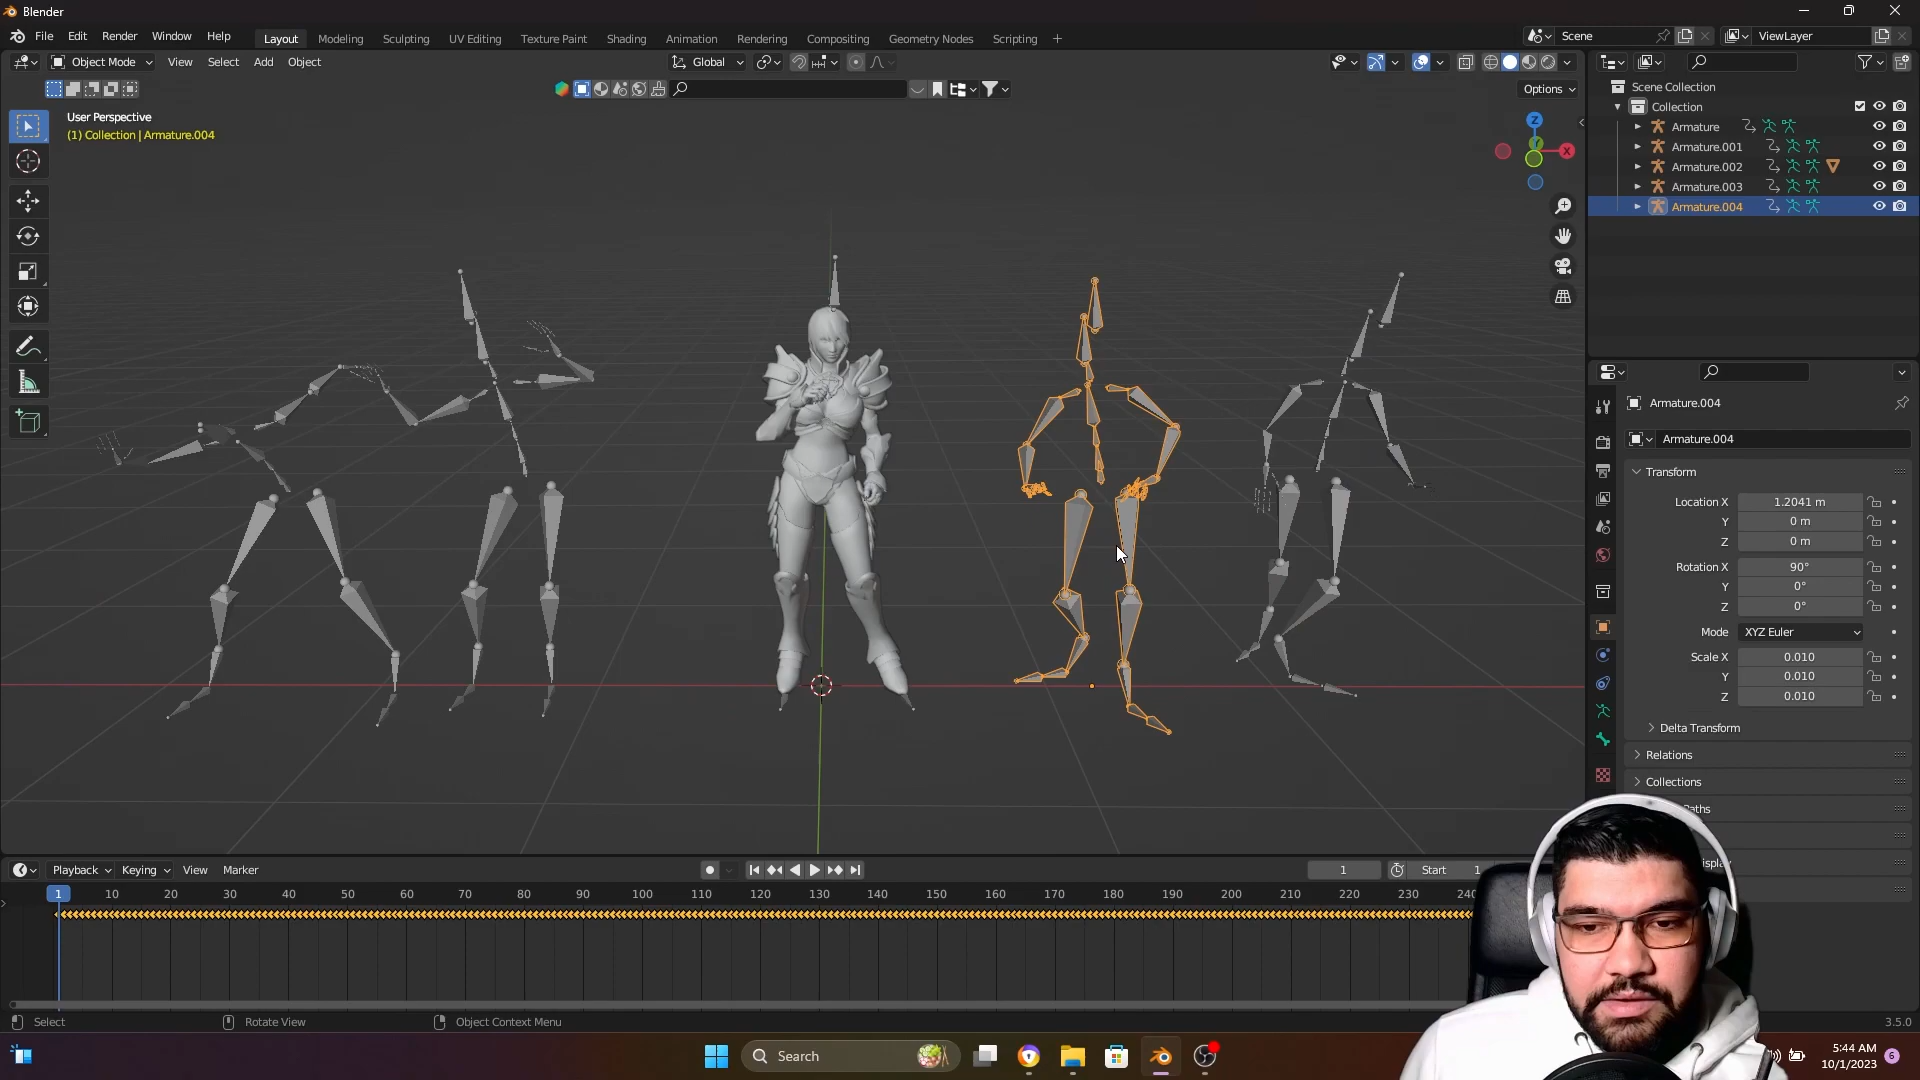 Blender
File Edit Render Window Help
Layout Modeling Sculpting UV Editing Texture Paint Shading Animation Rendering Compositing Geometry Nodes Scripting +
Scene
ViewLayer
Object Mode View Select Add Object
Global
Options
User Perspective
(1) Collection | Armature.004
Z
Y
X
Scene Collection
Collection
Armature
Armature.001
Armature.002
Armature.003
Armature.004
Armature.004
Armature.004
Transform
Location X 1.2041 m
Y 0 m
Z 0 m
Rotation X 90°
Y 0°
Z 0°
Mode XYZ Euler
Scale X 0.010
Y 0.010
Z 0.010
Delta Transform
Relations
Collections
Playback Keying View Marker
1
Start 1
1 10 20 30 40 50 60 70 80 90 100 110 120 130 140 150 160 170 180 190 200 210 220 230 240
Select
Rotate View
Object Context Menu
3.5.0
Search
5:44 AM
10/1/2023
6